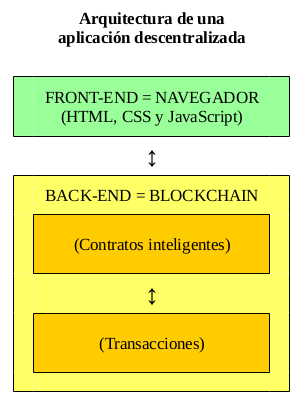 Arquitectura de una
aplicación descentralizada
FRONT-END = NAVEGADOR
(HTML, CSS y JavaScript)
BACK-END = BLOCKCHAIN
(Contratos inteligentes)
(Transacciones)